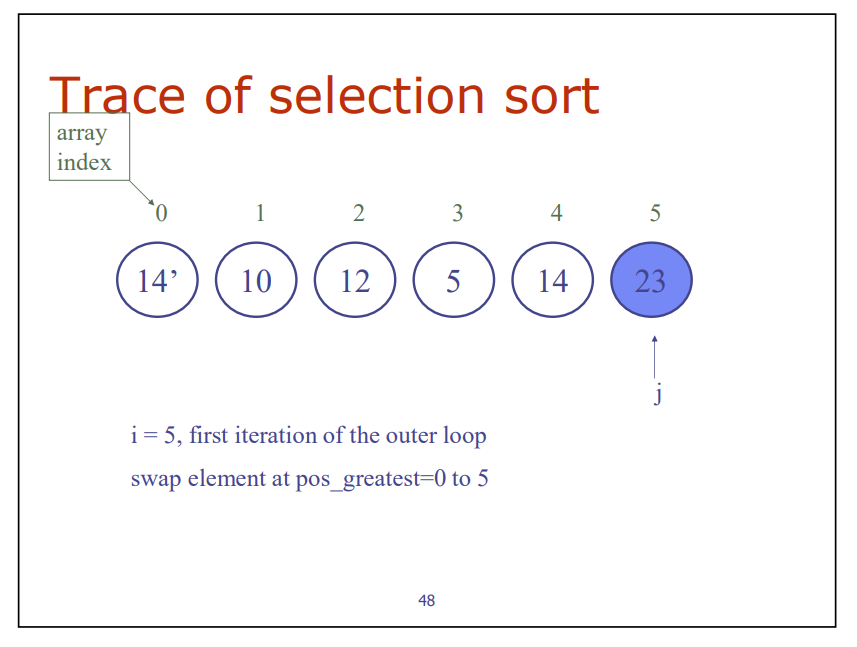 Trace of selection sort
array
index
0 1 2 3 4 5
14’ 10 12 5 14 23
j
i = 5, first iteration of the outer loop
swap element at pos_greatest=0 to 5
48